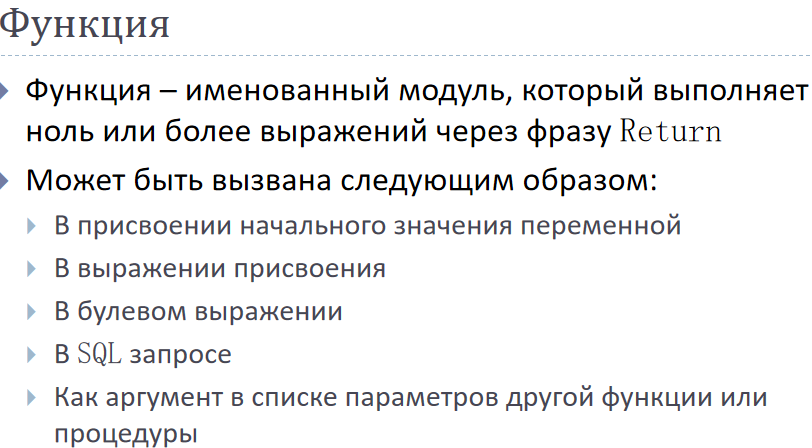 Функция
Функция – именованный модуль, который выполняет
ноль или более выражений через фразу Return
Может быть вызвана следующим образом:
В присвоении начального значения переменной
В выражении присвоения
В булевом выражении
В SQL запросе
Как аргумент в списке параметров другой функции или
процедуры